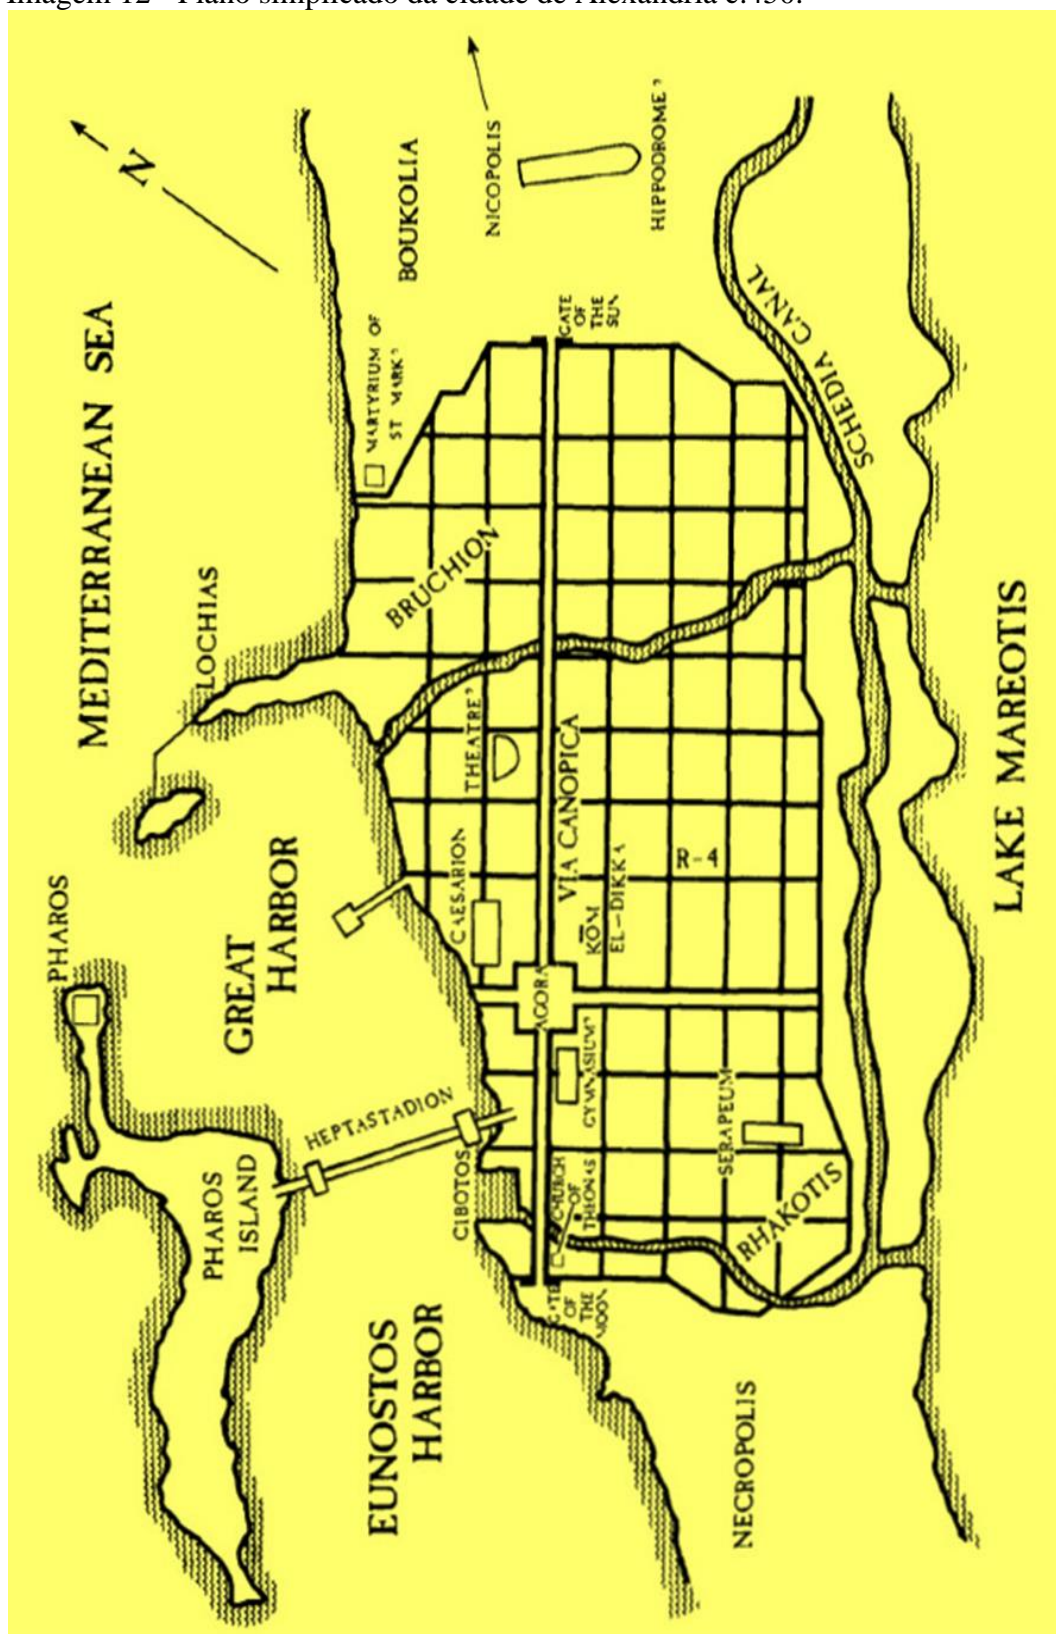 Imagem 12 - Plano simplificado da cidade de Alexandria c.450.
N
MEDITERRANEAN SEA
BOUKOLIA
NICOPOLIS
HIPPODROME ?
MARTYRIUM OF
ST MARK?
GATE
OF
THE
SUN
SCHEDIA CANAL
LOCHIAS
BRUCHION
THEATRE?
VIA CANOPICA
LAKE MAREOTIS
PHAROS
GREAT
HARBOR
CAESARION
KŌM
EL-DIKKA
R-4
AGORA
HEPTASTADION
GYMNASIUM?
SERAPEUM
PHAROS
ISLAND
CIBOTOS
CHURCH
OF
THEONAS
RHAKOTIS
GATE
OF
THE
MOON
EUNOSTOS
HARBOR
NECROPOLIS